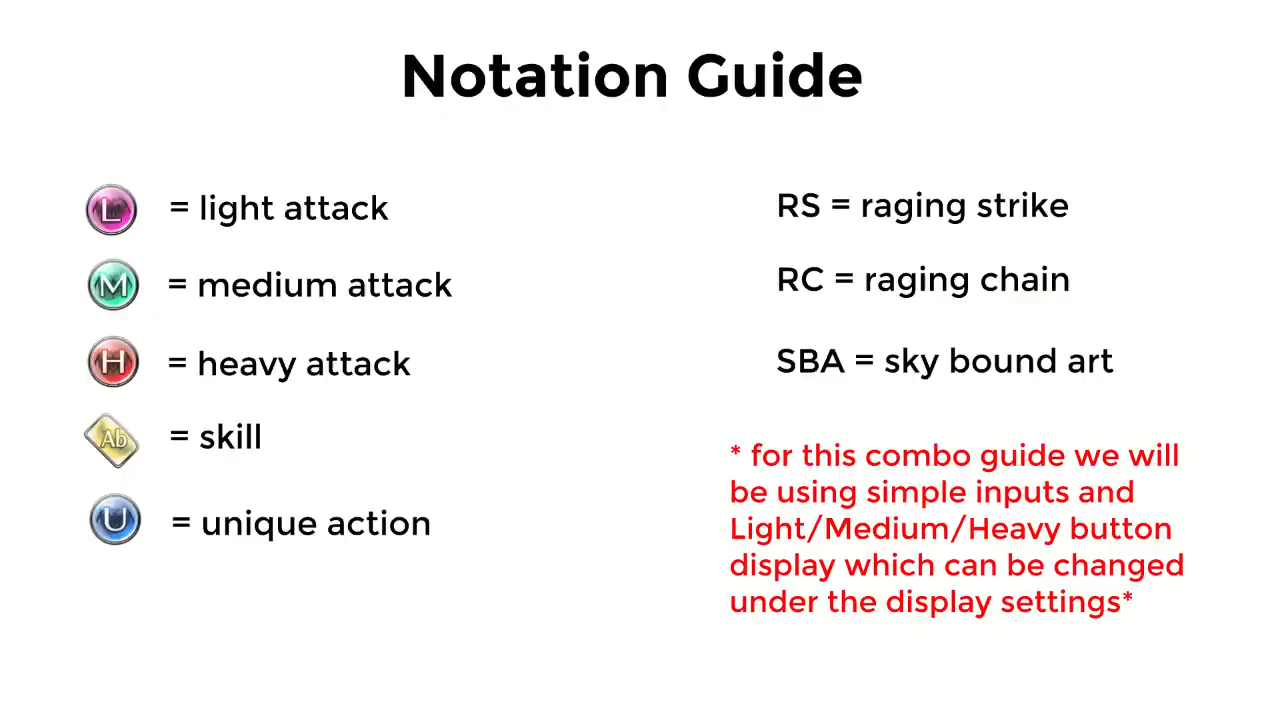 Notation Guide
L = light attack
M = medium attack
H = heavy attack
Ab = skill
U = unique action
RS = raging strike
RC = raging chain
SBA = sky bound art
* for this combo guide we will
be using simple inputs and
Light/Medium/Heavy button
display which can be changed
under the display settings*